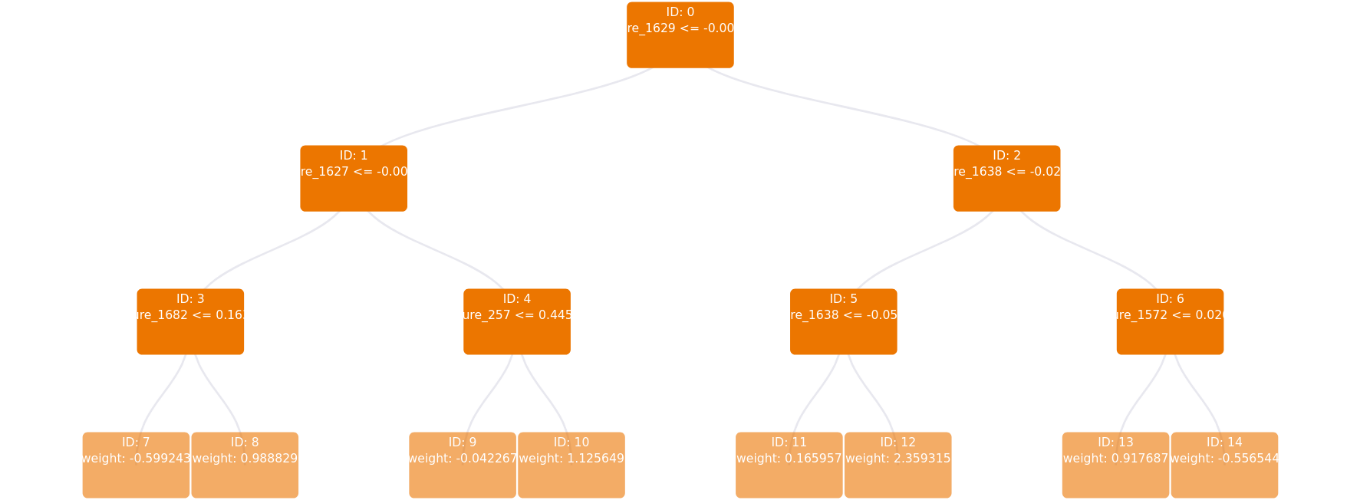 ID: 0
re_1629 <= -0.00
ID: 1
re_1627 <= -0.00
ID: 2
re_1638 <= -0.02
ID: 3
ure_1682 <= 0.16
ID: 4
ure_257 <= 0.445
ID: 5
re_1638 <= -0.05
ID: 6
ure_1572 <= 0.02
ID: 7
weight: -0.599243
ID: 8
weight: 0.988829
ID: 9
weight: -0.042267
ID: 10
weight: 1.125649
ID: 11
weight: 0.165957
ID: 12
weight: 2.359315
ID: 13
weight: 0.917687
ID: 14
weight: -0.556544